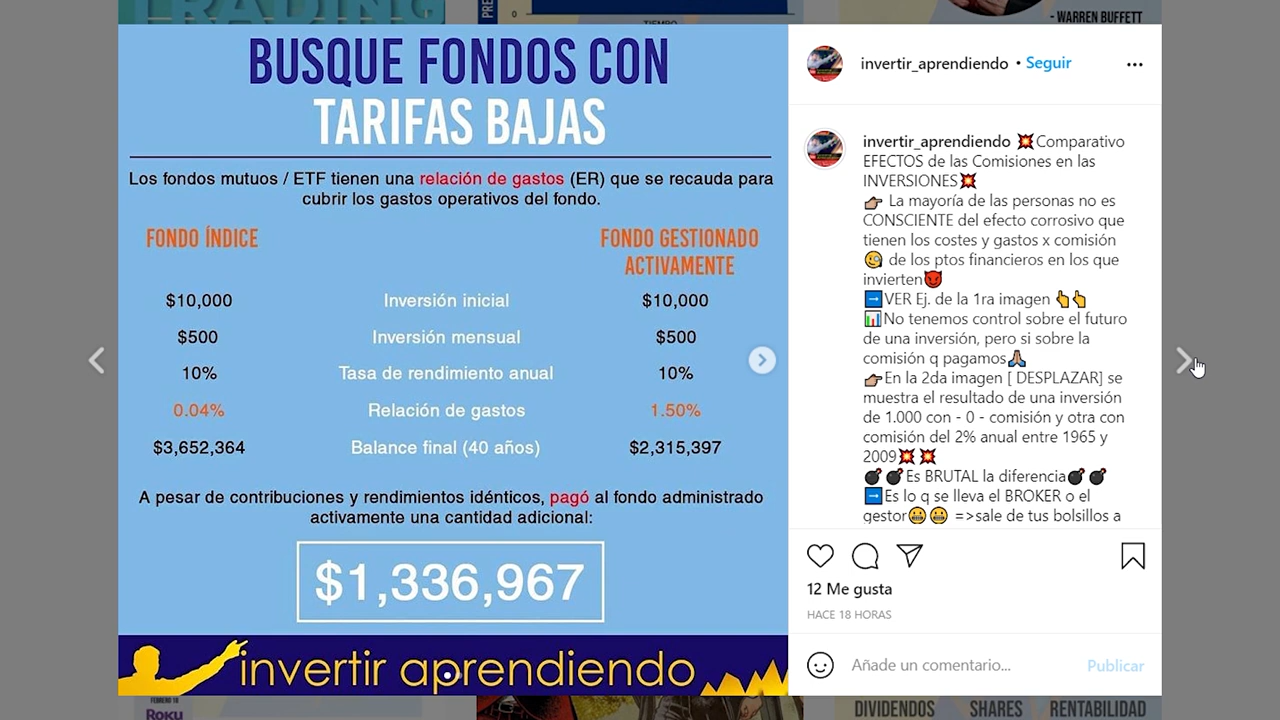 TRADING
PRE
0
TIEMPO
- WARREN BUFFETT
BUSQUE FONDOS CON
TARIFAS BAJAS
Los fondos mutuos / ETF tienen una relación de gastos (ER) que se recauda para
cubrir los gastos operativos del fondo.
FONDO ÍNDICE
FONDO GESTIONADO
ACTIVAMENTE
$10,000 Inversión inicial $10,000
$500 Inversión mensual $500
10% Tasa de rendimiento anual 10%
0.04% Relación de gastos 1.50%
$3,652,364 Balance final (40 años) $2,315,397
A pesar de contribuciones y rendimientos idénticos, pagó al fondo administrado
activamente una cantidad adicional:
$1,336,967
invertir aprendiendo
invertir_aprendiendo • Seguir
invertir_aprendiendo 💥Comparativo
EFECTOS de las Comisiones en las
INVERSIONES💥
👉🏽 La mayoría de las personas no es
CONSCIENTE del efecto corrosivo que
tienen los costes y gastos x comisión
🧐 de los ptos financieros en los que
invierten😈
➡️VER Ej. de la 1ra imagen 👆👆
📊No tenemos control sobre el futuro
de una inversión, pero si sobre la
comisión q pagamos🙏🏽
👉🏽En la 2da imagen [ DESPLAZAR] se
muestra el resultado de una inversión
de 1.000 con - 0 - comisión y otra con
comisión del 2% anual entre 1965 y
2009💥💥
💣💣Es BRUTAL la diferencia💣💣
➡️Es lo q se lleva el BROKER o el
gestor😬😬 =>sale de tus bolsillos a
12 Me gusta
HACE 18 HORAS
Añade un comentario... Publicar
FEBRERO 18
Roku
DIVIDENDOS SHARES RENTABILIDAD